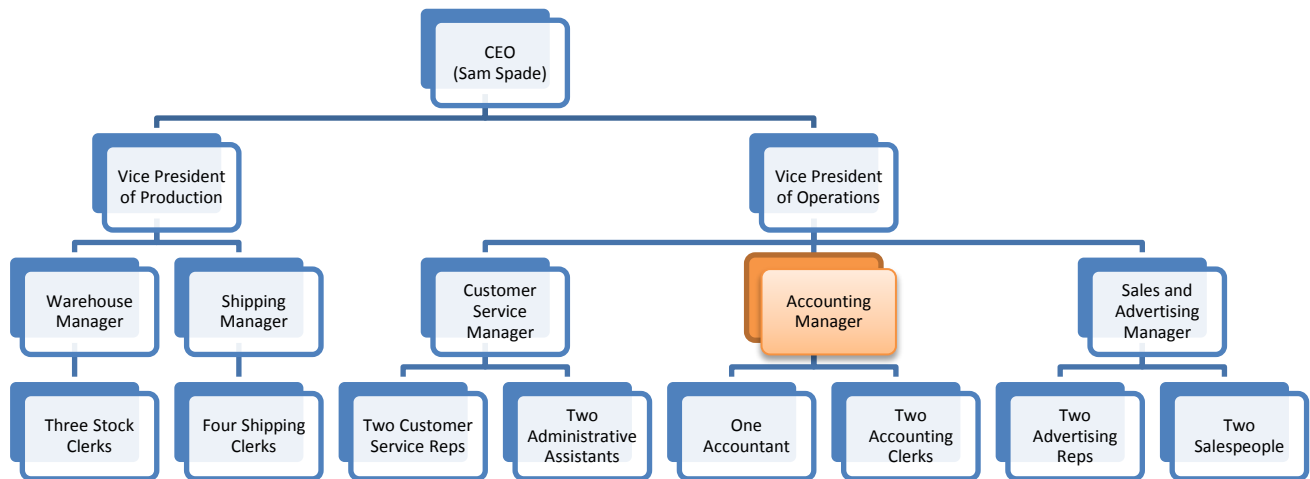 CEO
(Sam Spade)
Vice President
of Production
Vice President
of Operations
Warehouse
Manager
Shipping
Manager
Customer
Service
Manager
Accounting
Manager
Sales and
Advertising
Manager
Three Stock
Clerks
Four Shipping
Clerks
Two Customer
Service Reps
Two
Administrative
Assistants
One
Accountant
Two
Accounting
Clerks
Two
Advertising
Reps
Two
Salespeople